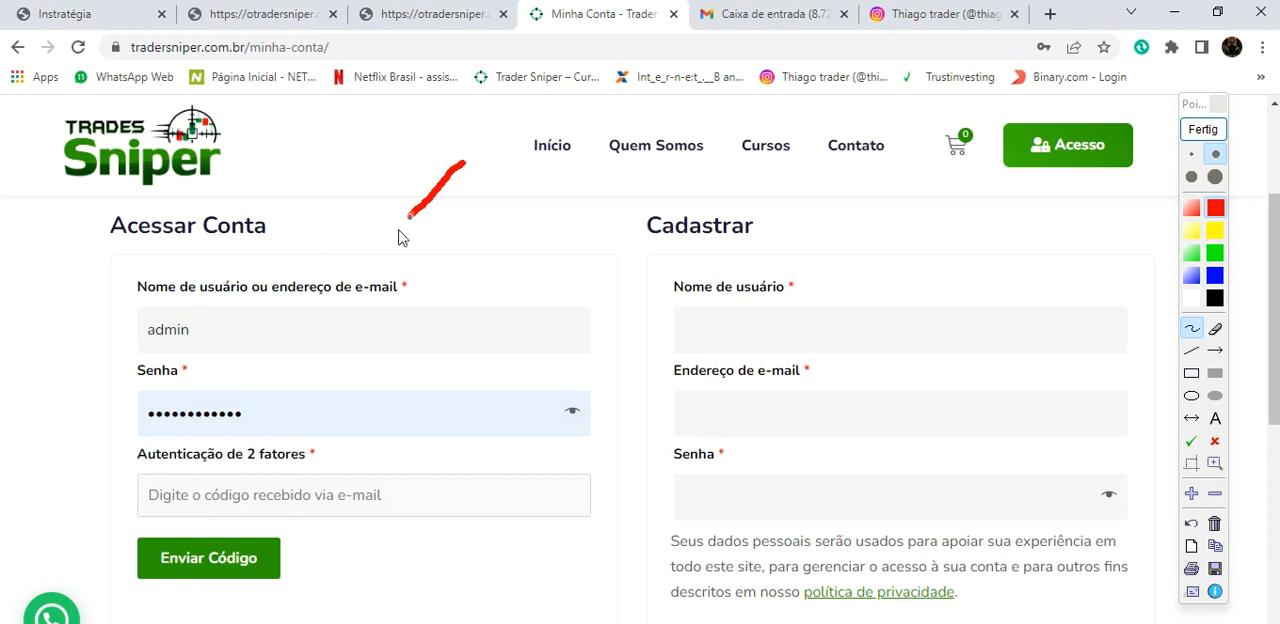 Instratégia
https://otradersniper.c
https://otradersniper.c
Minha Conta - Trader
Caixa de entrada (8.72
Thiago trader (@thiag
tradersniper.com.br/minha-conta/
Apps
WhatsApp Web
Página Inicial - NET...
Netflix Brasil - assis...
Trader Sniper – Cur...
Int_e_r-n-e:t_._B an...
Thiago trader (@thi...
Trustinvesting
Binary.com - Login
»
Poi...
Fertig
TRADES
Sniper
Início
Quem Somos
Cursos
Contato
0
Acesso
Acessar Conta
Cadastrar
Nome de usuário ou endereço de e-mail *
admin
Senha *
••••••••••••
Autenticação de 2 fatores *
Digite o código recebido via e-mail
Enviar Código
Nome de usuário *
Endereço de e-mail *
Senha *
Seus dados pessoais serão usados para apoiar sua experiência em
todo este site, para gerenciar o acesso à sua conta e para outros fins
descritos em nosso política de privacidade.
A